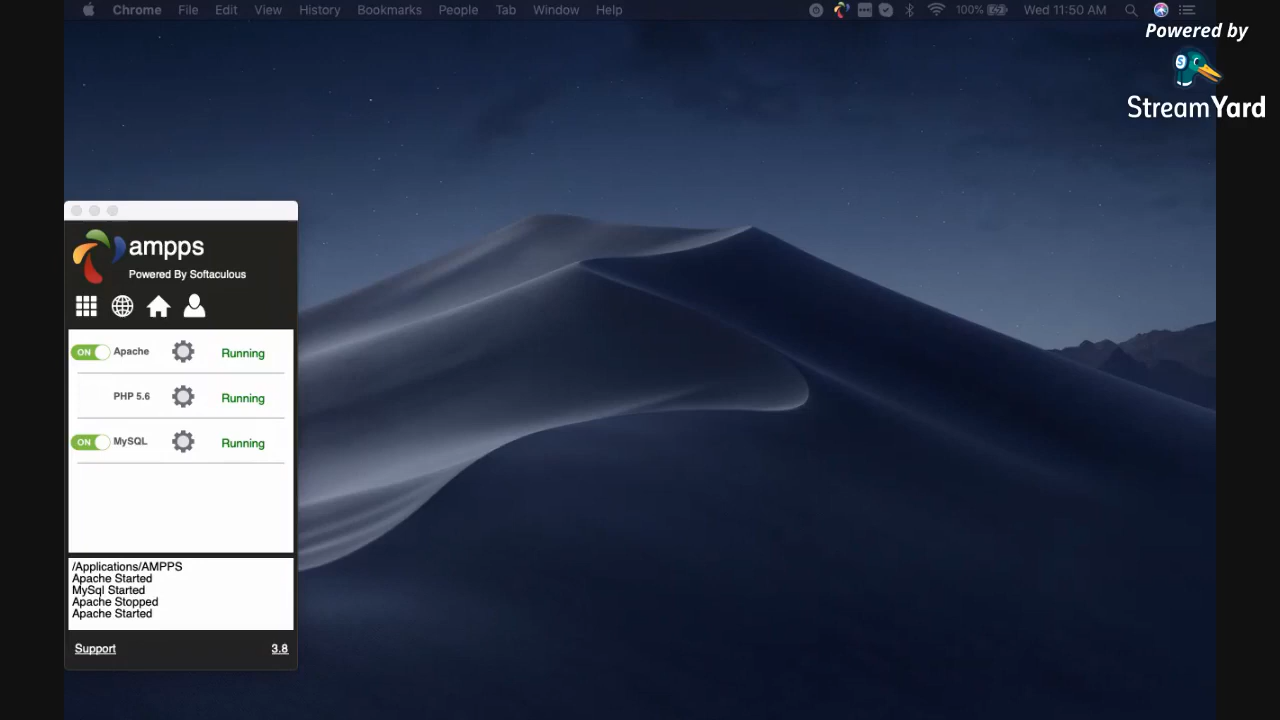 Chrome File Edit View History Bookmarks People Tab Window Help 100% Wed 11:50 AM
Powered by
StreamYard
ampps
Powered By Softaculous
ON Apache Running
PHP 5.6 Running
ON MySQL Running
/Applications/AMPPS
Apache Started
MySql Started
Apache Stopped
Apache Started
Support 3.8